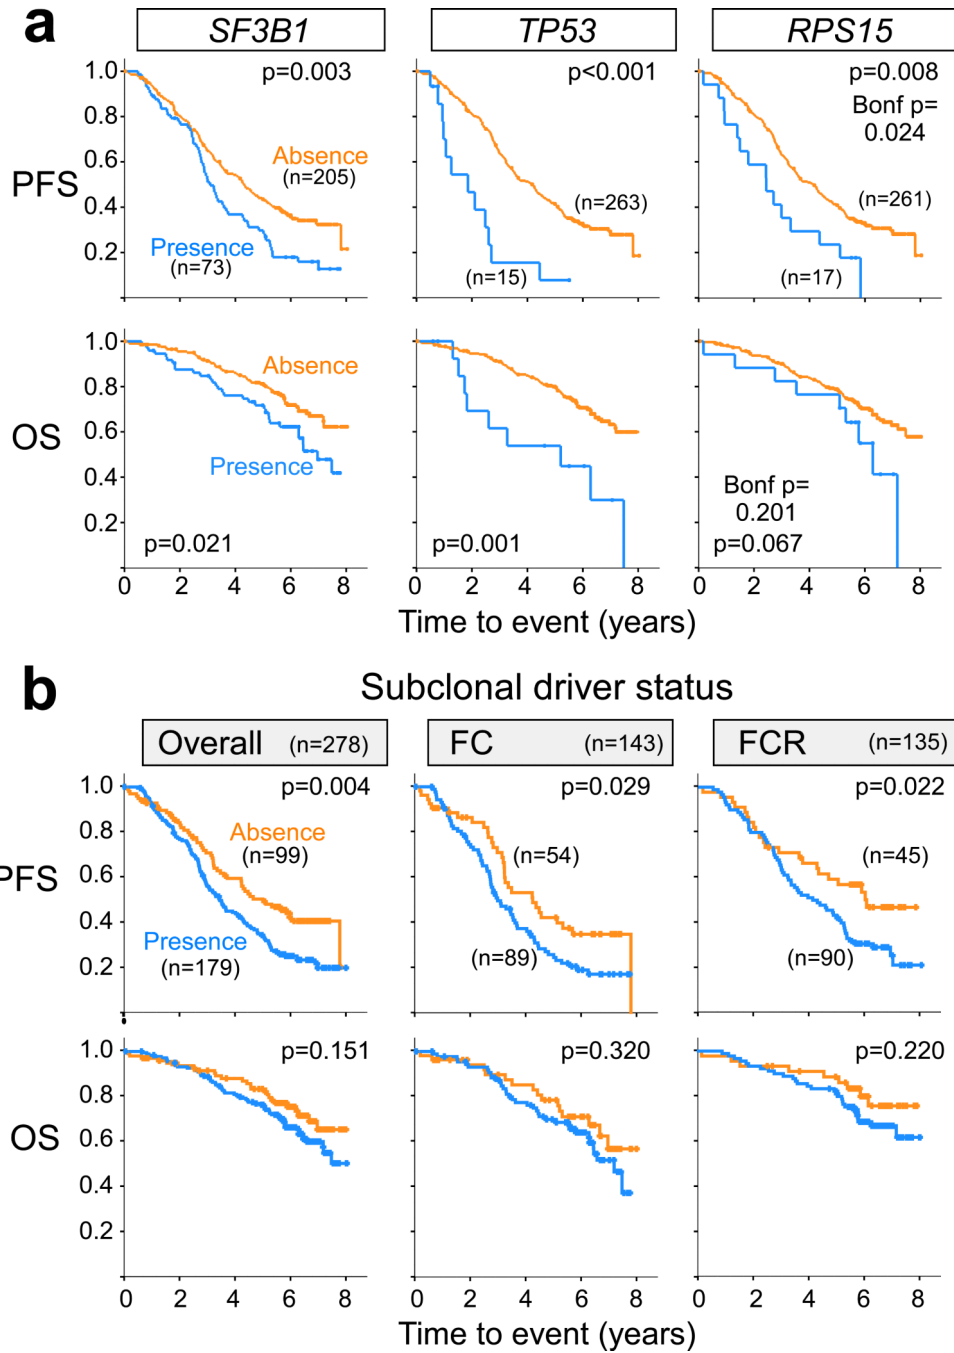 a
SF3B1 TP53 RPS15
1.0 p=0.003 p<0.001 p=0.008
0.8 Bonf p=
0.024
0.6 Absence
(n=205)
PFS
0.4 (n=263) (n=261)
Presence
0.2 (n=73) (n=15) (n=17)
1.0
Absence
0.8
OS 0.6
Presence
0.4
Bonf p=
0.201
0.2
p=0.021 p=0.001 p=0.067
0 2 4 6 8 0 2 4 6 8 0 2 4 6 8
Time to event (years)
b Subclonal driver status
Overall (n=278) FC (n=143) FCR (n=135)
1.0 p=0.004 p=0.029 p=0.022
0.8 Absence
(n=99) (n=54) (n=45)
0.6
PFS
0.4
Presence
(n=179) (n=89) (n=90)
0.2
1.0 p=0.151 p=0.320 p=0.220
0.8
OS 0.6
0.4
0.2
0 2 4 6 8 0 2 4 6 8 0 2 4 6 8
Time to event (years)